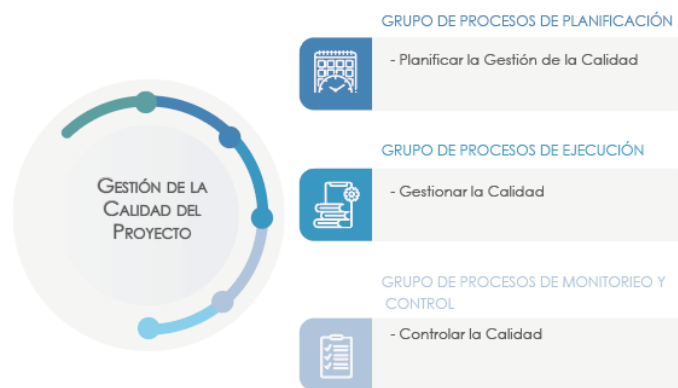 GRUPO DE PROCESOS DE PLANIFICACIÓN
- Planificar la Gestión de la Calidad
GRUPO DE PROCESOS DE EJECUCIÓN
- Gestionar la Calidad
GESTIÓN DE LA
CALIDAD DEL
PROYECTO
GRUPO DE PROCESOS DE MONITORIEO Y
CONTROL
- Controlar la Calidad